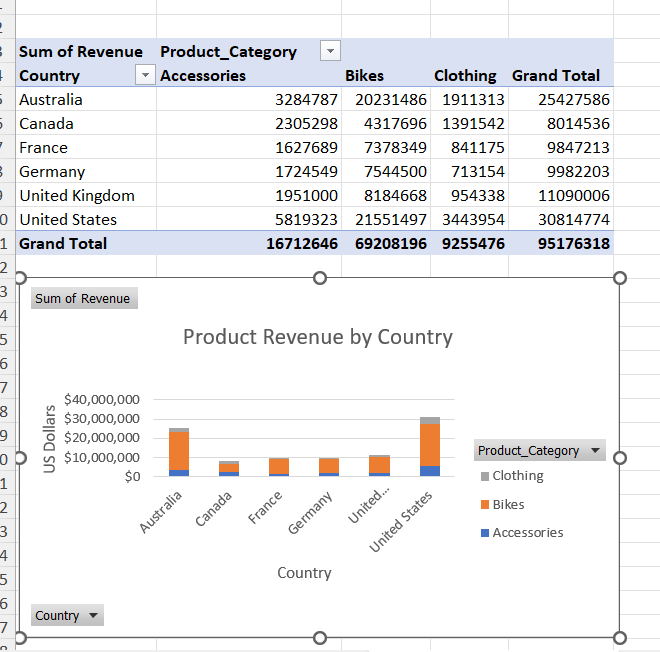 Sum of Revenue Product_Category
Country Accessories Bikes Clothing Grand Total
Australia 3284787 20231486 1911313 25427586
Canada 2305298 4317696 1391542 8014536
France 1627689 7378349 841175 9847213
Germany 1724549 7544500 713154 9982203
United Kingdom 1951000 8184668 954338 11090006
United States 5819323 21551497 3443954 30814774
Grand Total 16712646 69208196 9255476 95176318
Sum of Revenue
Product Revenue by Country
US Dollars
$40,000,000
$30,000,000
$20,000,000
$10,000,000
$0
Australia
Canada
France
Germany
United...
United States
Country
Product_Category
Clothing
Bikes
Accessories
Country